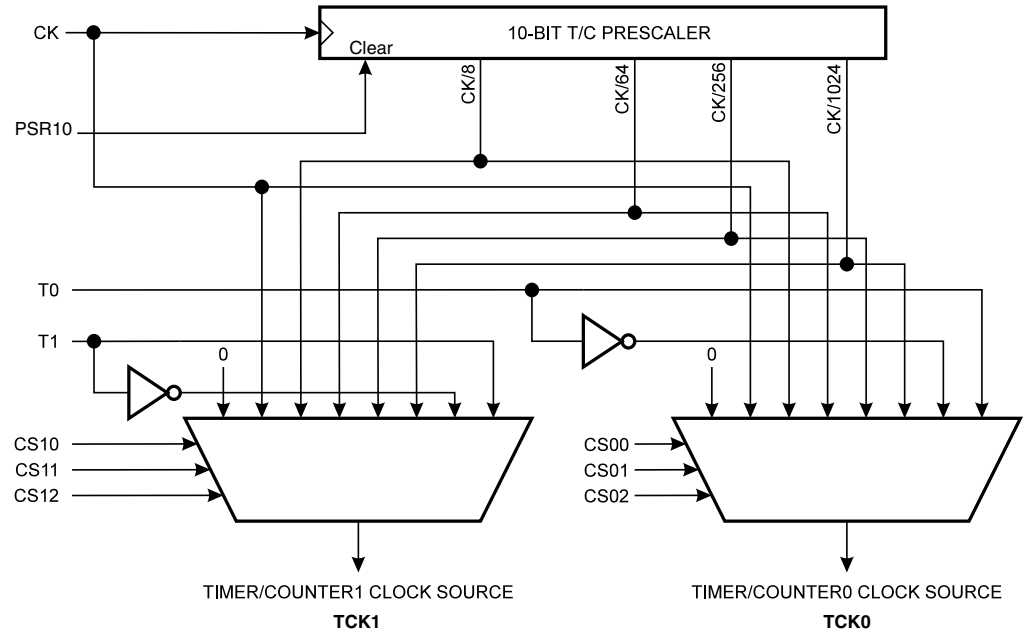 CK
10-BIT T/C PRESCALER
Clear
CK/8
CK/64
CK/256
CK/1024
PSR10
T0
T1
0
0
CS10
CS11
CS12
CS00
CS01
CS02
TIMER/COUNTER1 CLOCK SOURCE
TCK1
TIMER/COUNTER0 CLOCK SOURCE
TCK0